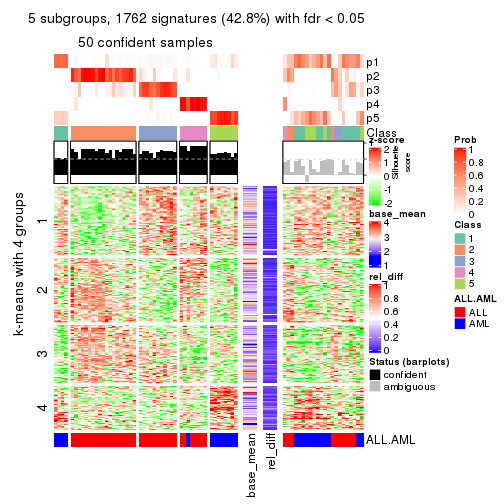 5 subgroups, 1762 signatures (42.8%) with fdr < 0.05
50 confident samples
p1
p2
p3
p4
p5
Class
Silhouette
score
k-means with 4 groups
1
2
3
4
ALL.AML
base_mean
rel_diff
z-score
2
1
0
-1
-2
base_mean
4
3
2
1
rel_diff
1
0.8
0.6
0.4
0.2
0
Status (barplots)
confident
ambiguous
Prob
1
0.8
0.6
0.4
0.2
0
Class
1
2
3
4
5
ALL.AML
ALL
AML